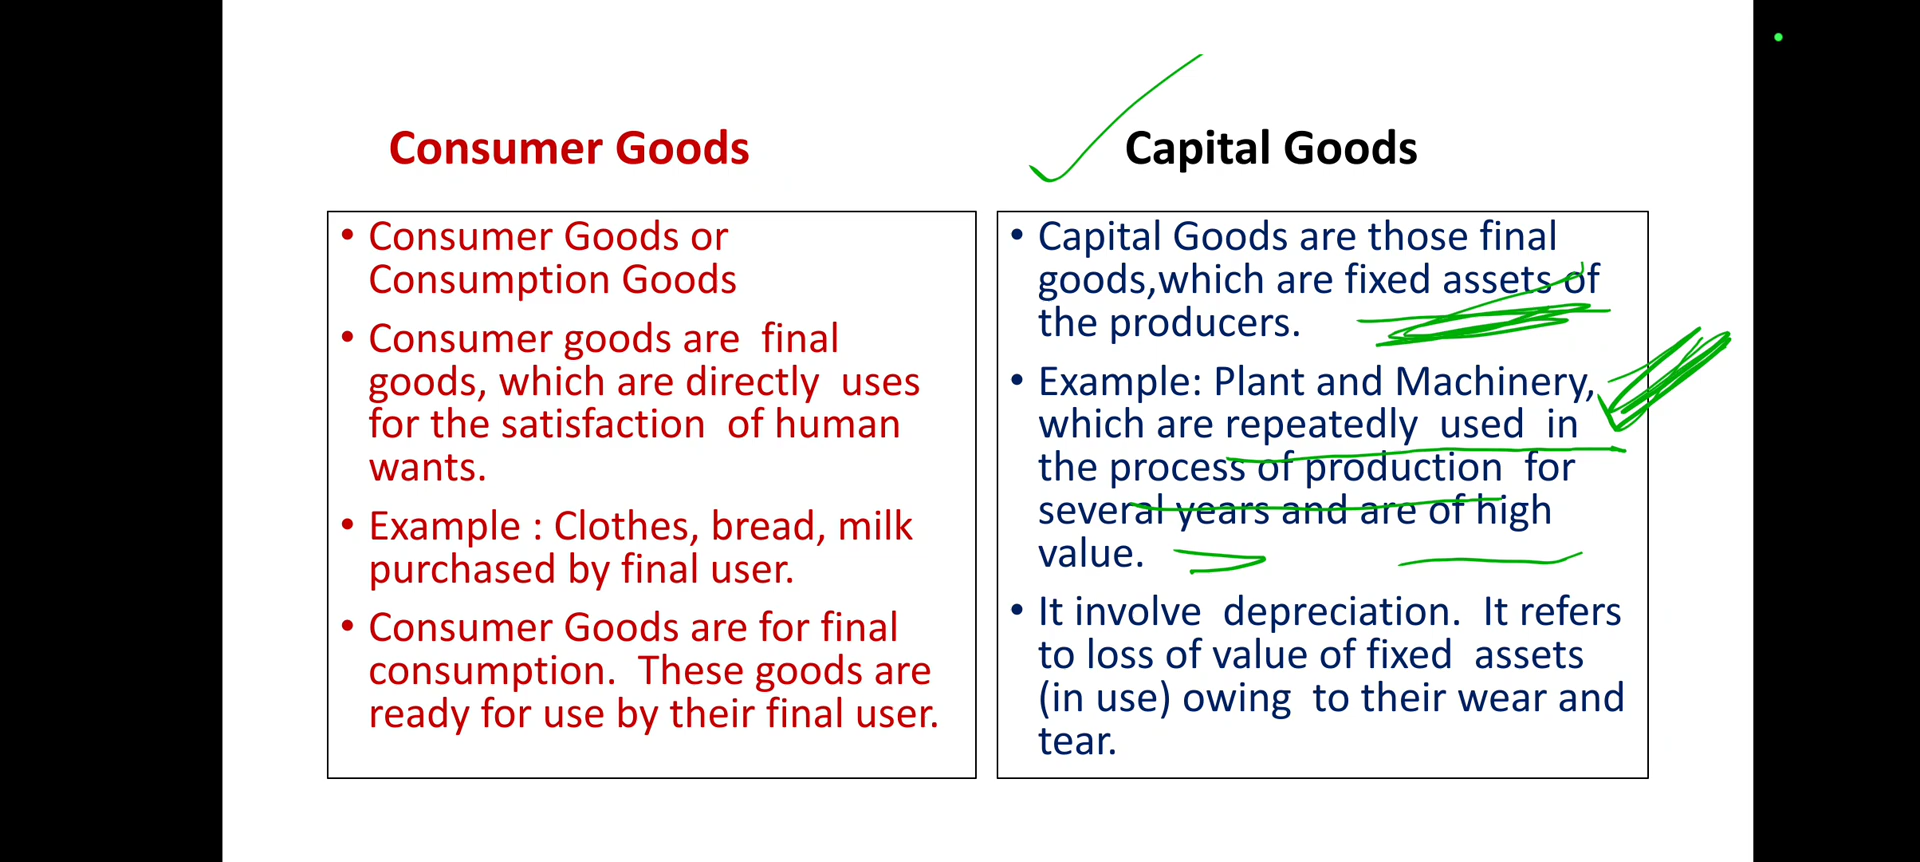 Consumer Goods
• Consumer Goods or
Consumption Goods
• Consumer goods are final
goods, which are directly uses
for the satisfaction of human
wants.
• Example : Clothes, bread, milk
purchased by final user.
• Consumer Goods are for final
consumption. These goods are
ready for use by their final user.
Capital Goods
• Capital Goods are those final
goods,which are fixed assets of
the producers.
• Example: Plant and Machinery,
which are repeatedly used in
the process of production for
several years and are of high
value.
• It involve depreciation. It refers
to loss of value of fixed assets
(in use) owing to their wear and
tear.